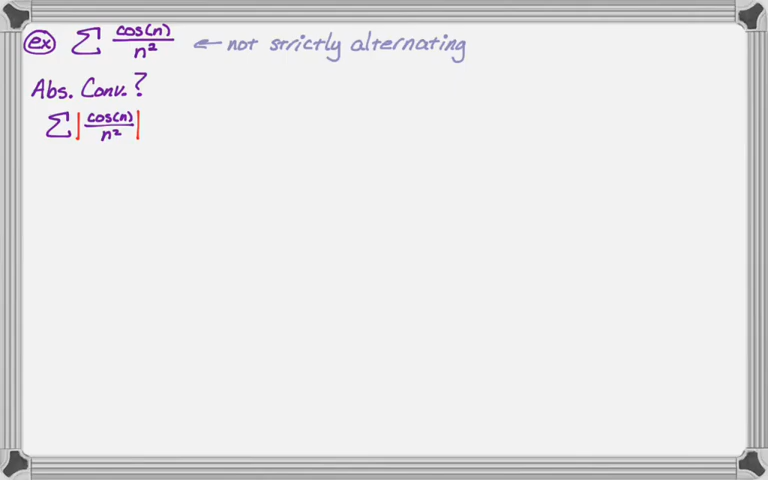 ex Σ cos(n)/n² ← not strictly alternating
Abs. Conv.?
Σ |cos(n)/n²|